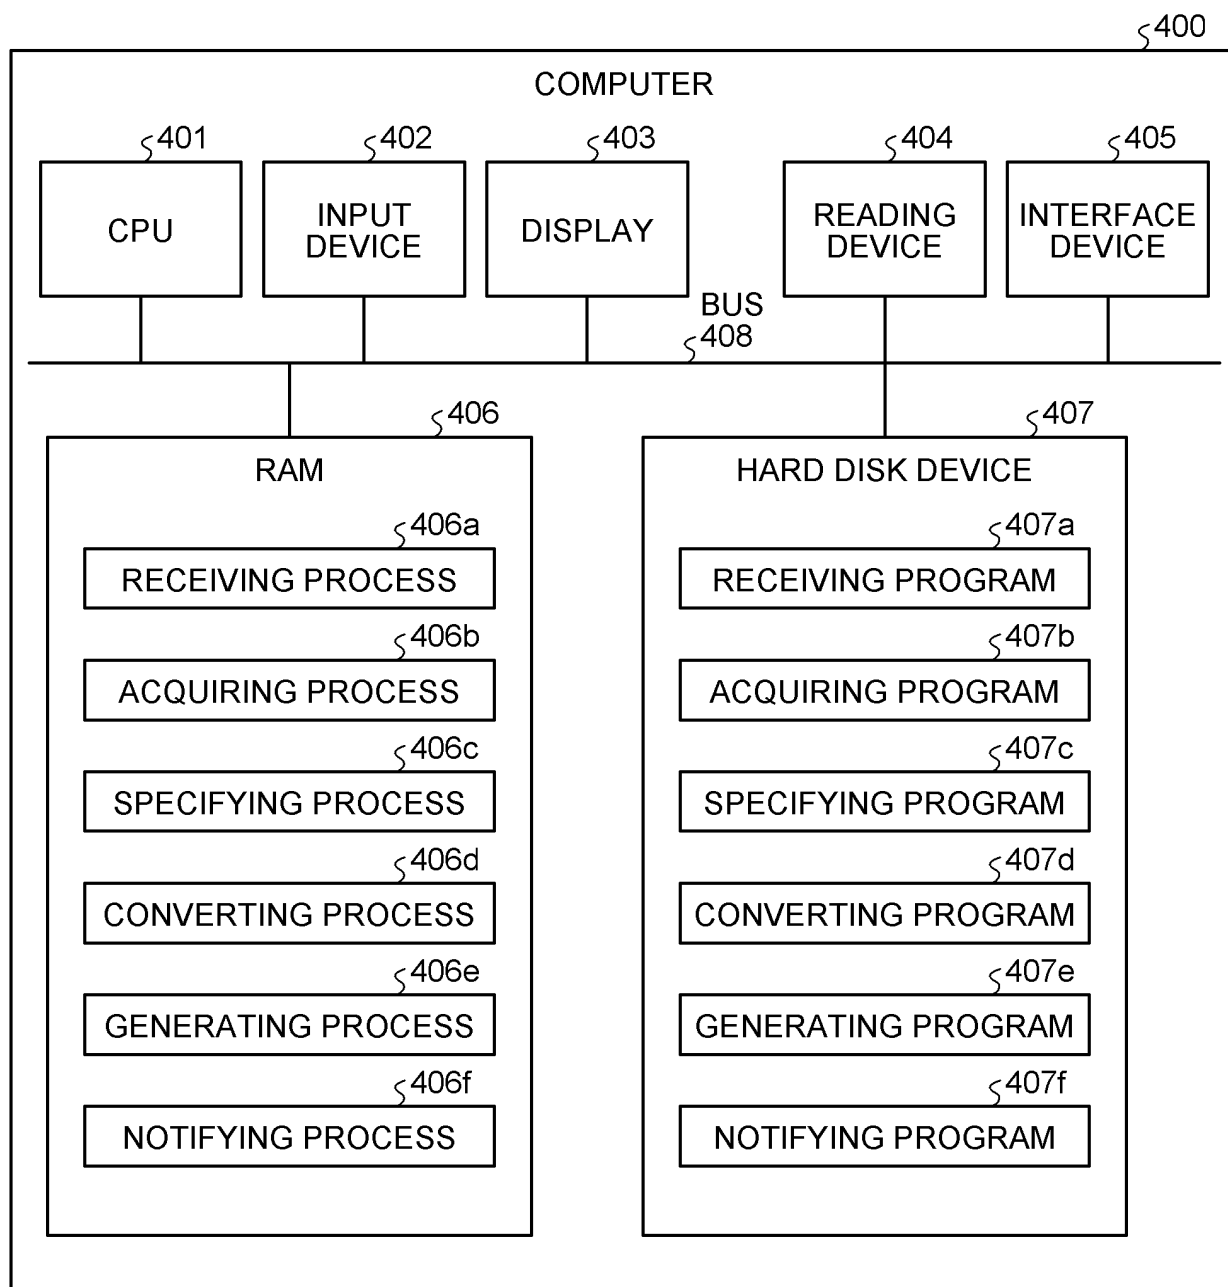 400
COMPUTER
401
402
403
404
405
CPU
INPUT
DEVICE
DISPLAY
READING
DEVICE
INTERFACE
DEVICE
BUS
408
406
407
RAM
HARD DISK DEVICE
406a
407a
RECEIVING PROCESS
RECEIVING PROGRAM
406b
407b
ACQUIRING PROCESS
ACQUIRING PROGRAM
406c
407c
SPECIFYING PROCESS
SPECIFYING PROGRAM
406d
407d
CONVERTING PROCESS
CONVERTING PROGRAM
406e
407e
GENERATING PROCESS
GENERATING PROGRAM
406f
407f
NOTIFYING PROCESS
NOTIFYING PROGRAM